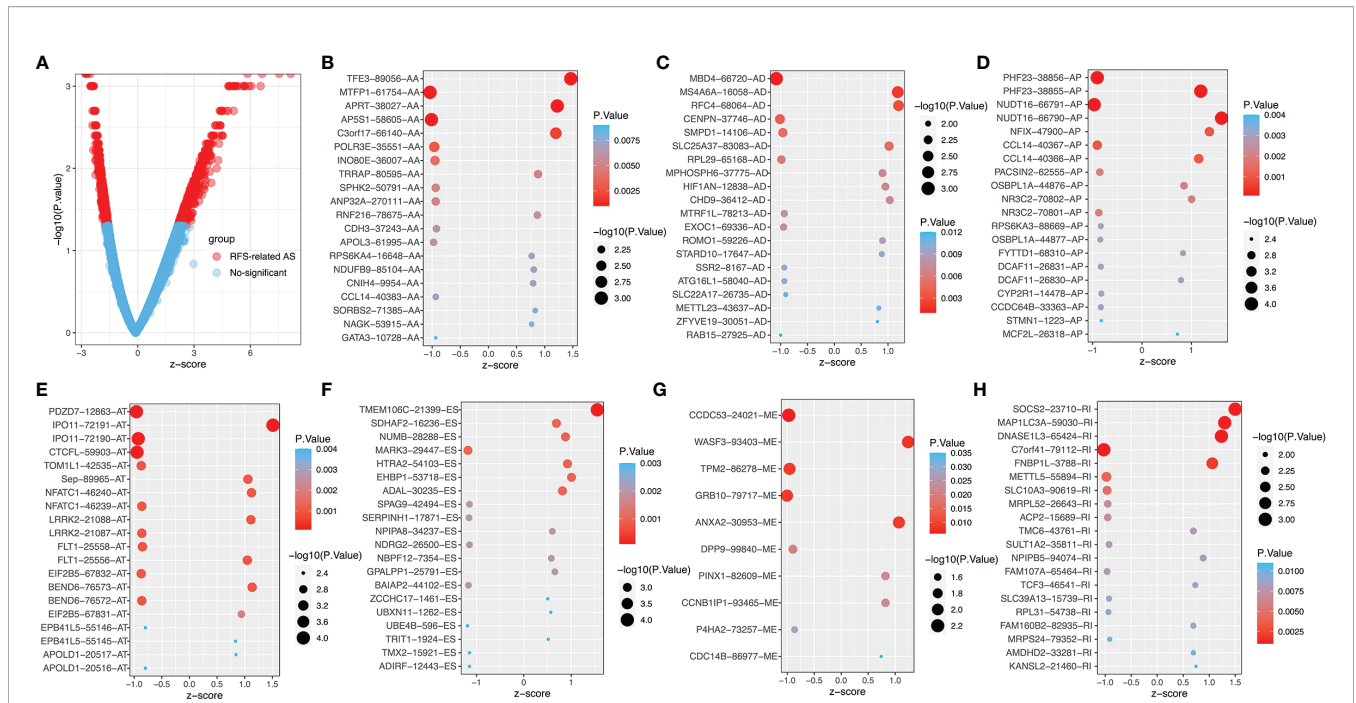 A
−log10(P.value)
3
2
1
0
group
RFS-related AS
No-significant
−3 0 3 6
z−score
B
TFE3−89056−AA
MTFP1−61754−AA
APRT−38027−AA
AP5S1−58605−AA
C3orf17−66140−AA
POLR3E−35551−AA
INO80E−36007−AA
TRRAP−80595−AA
SPHK2−50791−AA
ANP32A−270111−AA
RNF216−78675−AA
CDH3−37243−AA
APOL3−61995−AA
RPS6KA4−16648−AA
NDUFB9−85104−AA
CNIH4−9954−AA
CCL14−40383−AA
SORBS2−71385−AA
NAGK−53915−AA
GATA3−10728−AA
−1.0 −0.5 0.0 0.5 1.0 1.5
z−score
P.Value
0.0075
0.0050
0.0025
−log10(P.Value)
2.25
2.50
2.75
3.00
C
MBD4−66720−AD
MS4A6A−16058−AD
RFC4−68064−AD
CENPN−37746−AD
SMPD1−14106−AD
SLC25A37−83083−AD
RPL29−65168−AD
MPHOSPH6−37775−AD
HIF1AN−12838−AD
CHD9−36412−AD
MTRF1L−78213−AD
EXOC1−69336−AD
ROMO1−59226−AD
STARD10−17647−AD
SSR2−8167−AD
ATG16L1−58040−AD
SLC22A17−26735−AD
METTL23−43637−AD
ZFYVE19−30051−AD
RAB15−27925−AD
−1.0 −0.5 0.0 0.5 1.0
z−score
−log10(P.Value)
2.00
2.25
2.50
2.75
3.00
P.Value
0.012
0.009
0.006
0.003
D
PHF23−38856−AP
PHF23−38855−AP
NUDT16−66791−AP
NUDT16−66790−AP
NFIX−47900−AP
CCL14−40367−AP
CCL14−40366−AP
PACSIN2−62555−AP
OSBPL1A−44876−AP
NR3C2−70802−AP
NR3C2−70801−AP
RPS6KA3−88669−AP
OSBPL1A−44877−AP
FYTTD1−68310−AP
DCAF11−26831−AP
DCAF11−26830−AP
CYP2R1−14478−AP
CCDC64B−33363−AP
STMN1−1223−AP
MCF2L−26318−AP
−1 0 1
z−score
P.Value
0.004
0.003
0.002
0.001
−log10(P.Value)
2.4
2.8
3.2
3.6
4.0
E
PDZD7−12863−AT
IPO11−72191−AT
IPO11−72190−AT
CTCFL−59903−AT
TOM1L1−42535−AT
Sep−89965−AT
NFATC1−46240−AT
NFATC1−46239−AT
LRRK2−21088−AT
LRRK2−21087−AT
FLT1−25558−AT
FLT1−25556−AT
EIF2B5−67832−AT
BEND6−76573−AT
BEND6−76572−AT
EIF2B5−67831−AT
EPB41L5−55146−AT
EPB41L5−55145−AT
APOLD1−20517−AT
APOLD1−20516−AT
−1.0 −0.5 0.0 0.5 1.0 1.5
z−score
P.Value
0.004
0.003
0.002
0.001
−log10(P.Value)
2.4
2.8
3.2
3.6
4.0
F
TMEM106C−21399−ES
SDHAF2−16236−ES
NUMB−28288−ES
MARK3−29447−ES
HTRA2−54103−ES
EHBP1−53718−ES
ADAL−30235−ES
SPAG9−42494−ES
SERPINH1−17871−ES
NPIPA8−34237−ES
NDRG2−26500−ES
NBPF12−7354−ES
GPALPP1−25791−ES
BAIAP2−44102−ES
ZCCHC17−1461−ES
UBXN11−1262−ES
UBE4B−596−ES
TRIT1−1924−ES
TMX2−15921−ES
ADIRF−12443−ES
−1 0 1
z−score
P.Value
0.003
0.002
0.001
−log10(P.Value)
3.0
3.5
4.0
G
CCDC53−24021−ME
WASF3−93403−ME
TPM2−86278−ME
GRB10−79717−ME
ANXA2−30953−ME
DPP9−99840−ME
PINX1−82609−ME
CCNB1IP1−93465−ME
P4HA2−73257−ME
CDC14B−86977−ME
−1.0 −0.5 0.0 0.5 1.0
z−score
P.Value
0.035
0.030
0.025
0.020
0.015
0.010
−log10(P.Value)
1.6
1.8
2.0
2.2
H
SOCS2−23710−RI
MAP1LC3A−59030−RI
DNASE1L3−65424−RI
C7orf41−79112−RI
FNBP1L−3788−RI
METTL5−55894−RI
SLC10A3−90619−RI
MRPL52−26643−RI
ACP2−15689−RI
TMC6−43761−RI
SULT1A2−35811−RI
NPIPB5−94074−RI
FAM107A−65464−RI
TCF3−46541−RI
SLC39A13−15739−RI
RPL31−54738−RI
FAM160B2−82935−RI
MRPS24−79352−RI
AMDHD2−33281−RI
KANSL2−21460−RI
−1.0 −0.5 0.0 0.5 1.0 1.5
z−score
−log10(P.Value)
2.00
2.25
2.50
2.75
3.00
P.Value
0.0100
0.0075
0.0050
0.0025